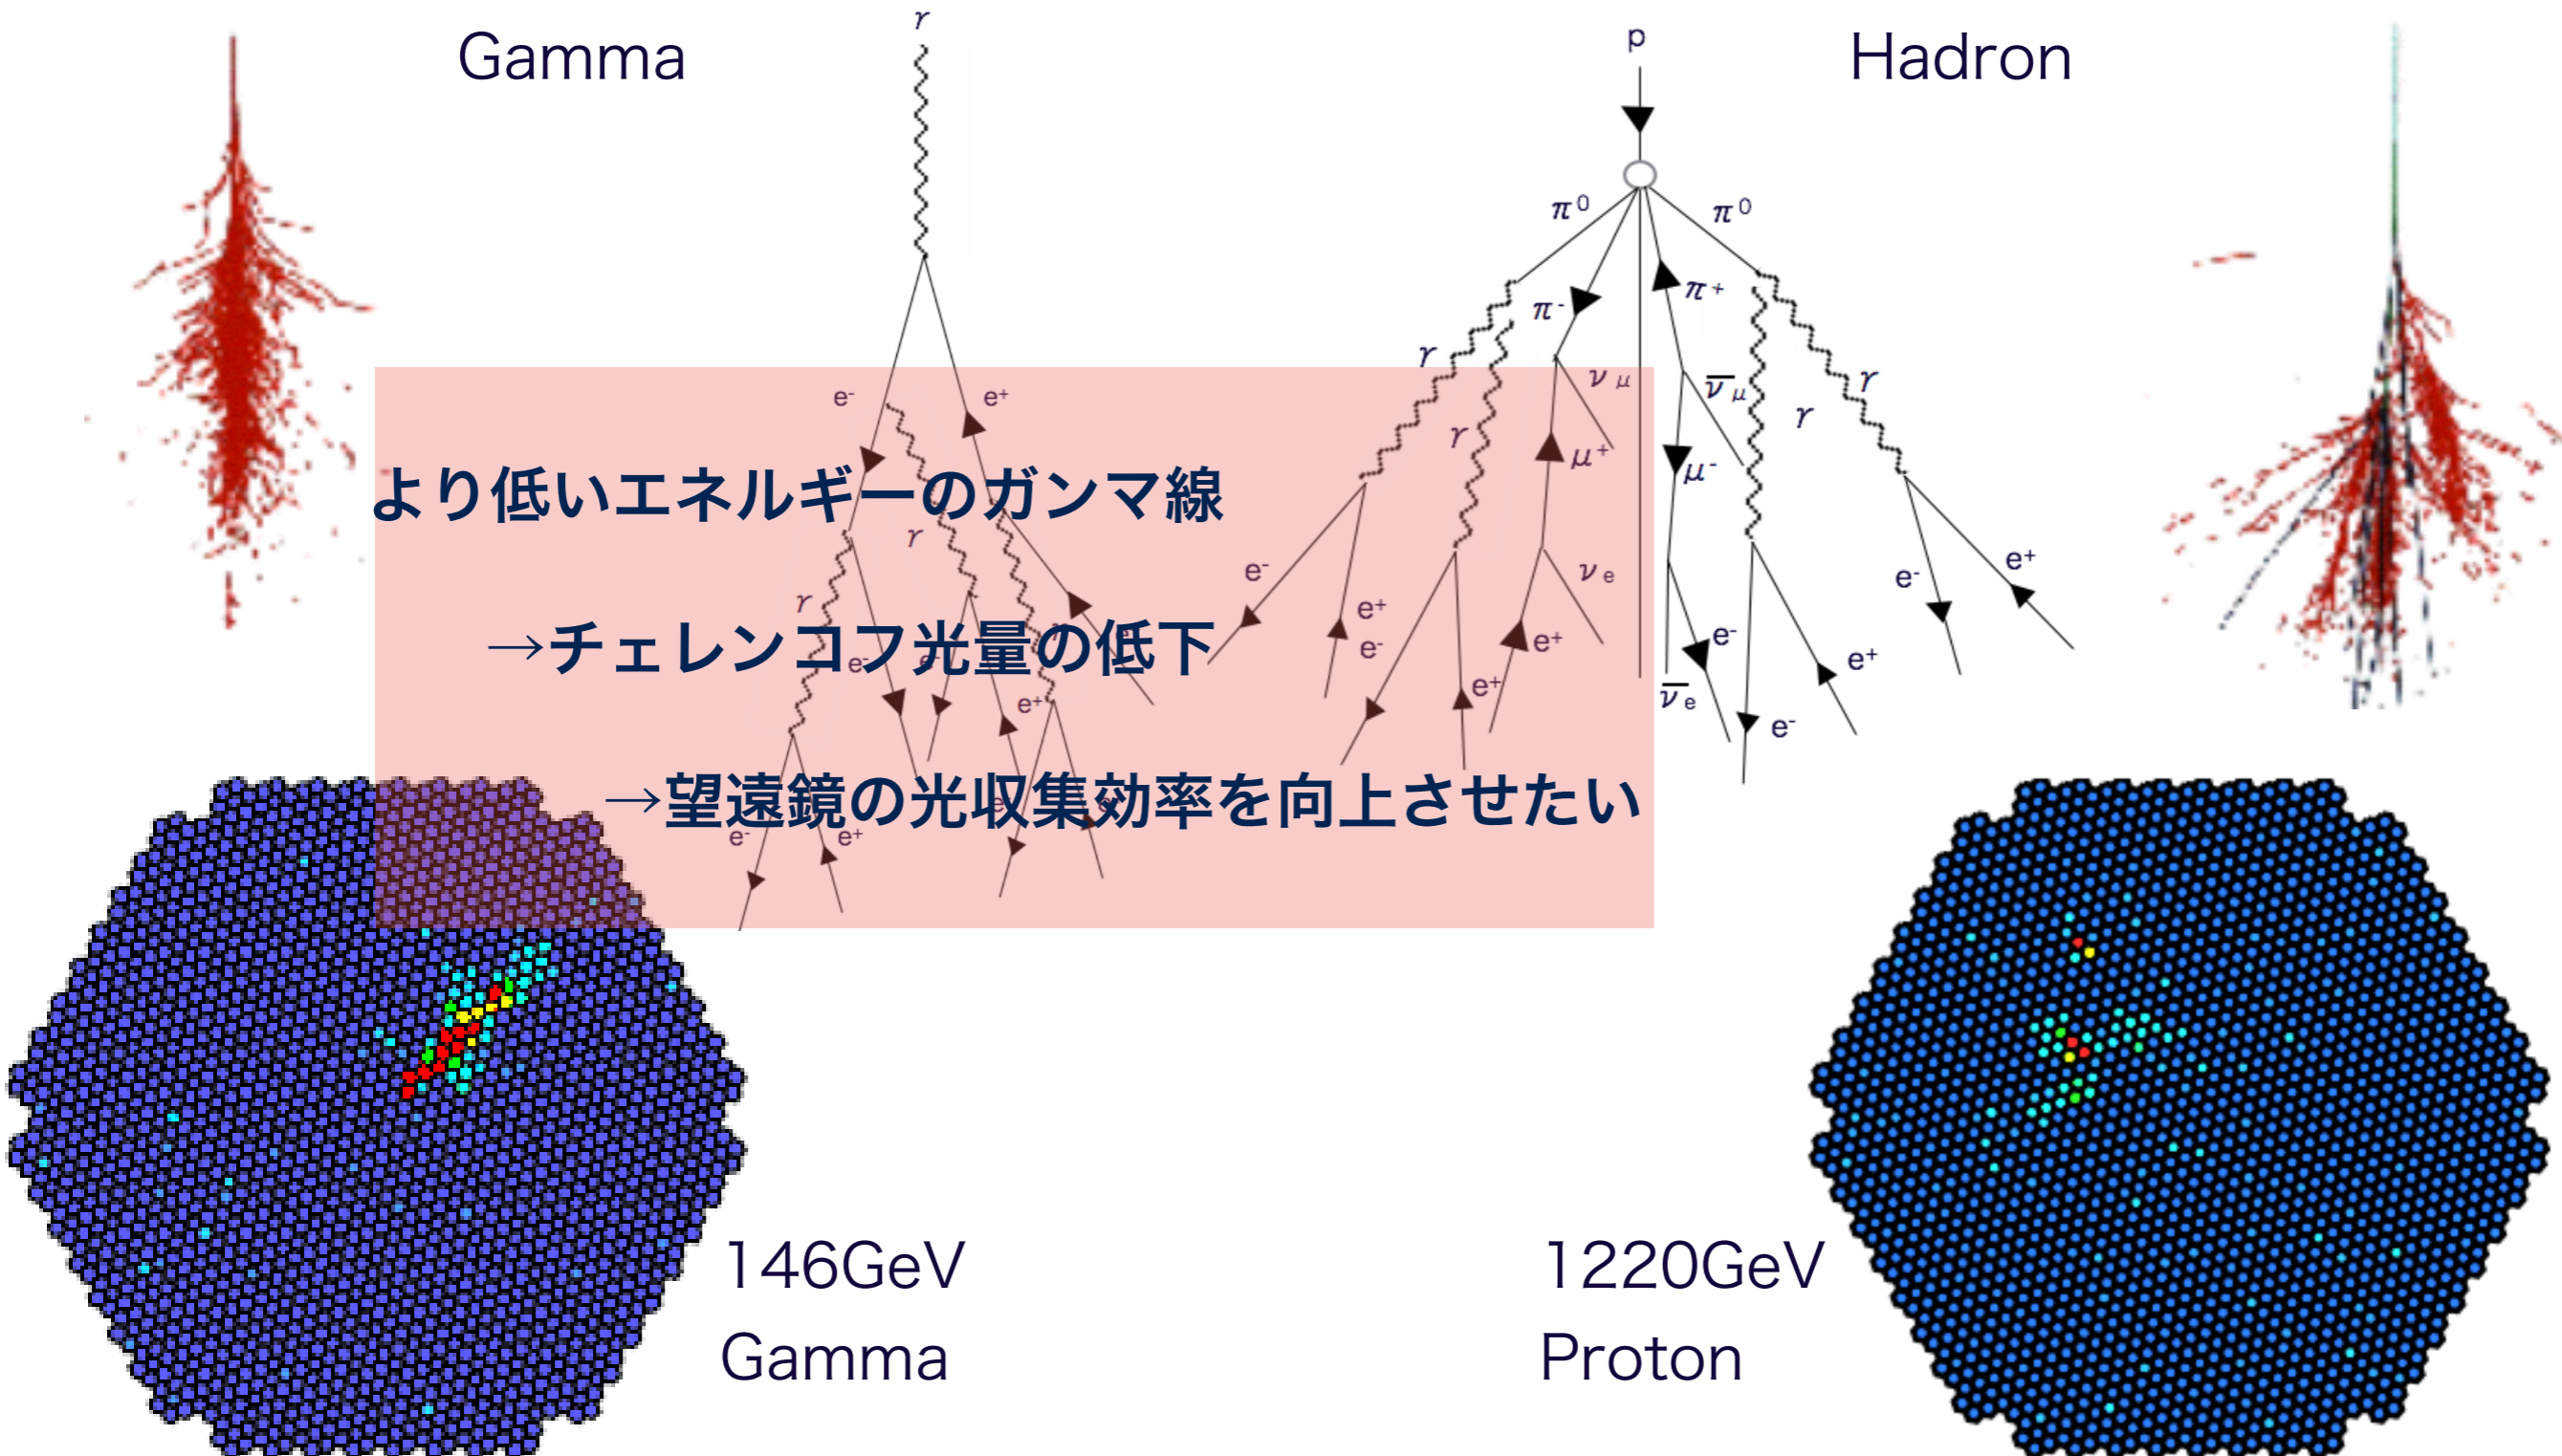 Gamma
Hadron
γ
p
π⁰
π⁰
π⁻
π⁺
γ
ν μ
ν̅ μ
γ
e⁻
e⁺
γ
γ
μ⁺
μ⁻
より低いエネルギーのガンマ線
γ
e⁻
ν e
e⁻
e⁺
γ
e⁺
e⁻
→チェレンコフ光量の低下
e⁻
e⁻
e⁺
e⁻
e⁺
e⁺
e⁺
ν̅ e
e⁻
→望遠鏡の光収集効率を向上させたい
e⁻
e⁺
e⁻
146GeV
Gamma
1220GeV
Proton